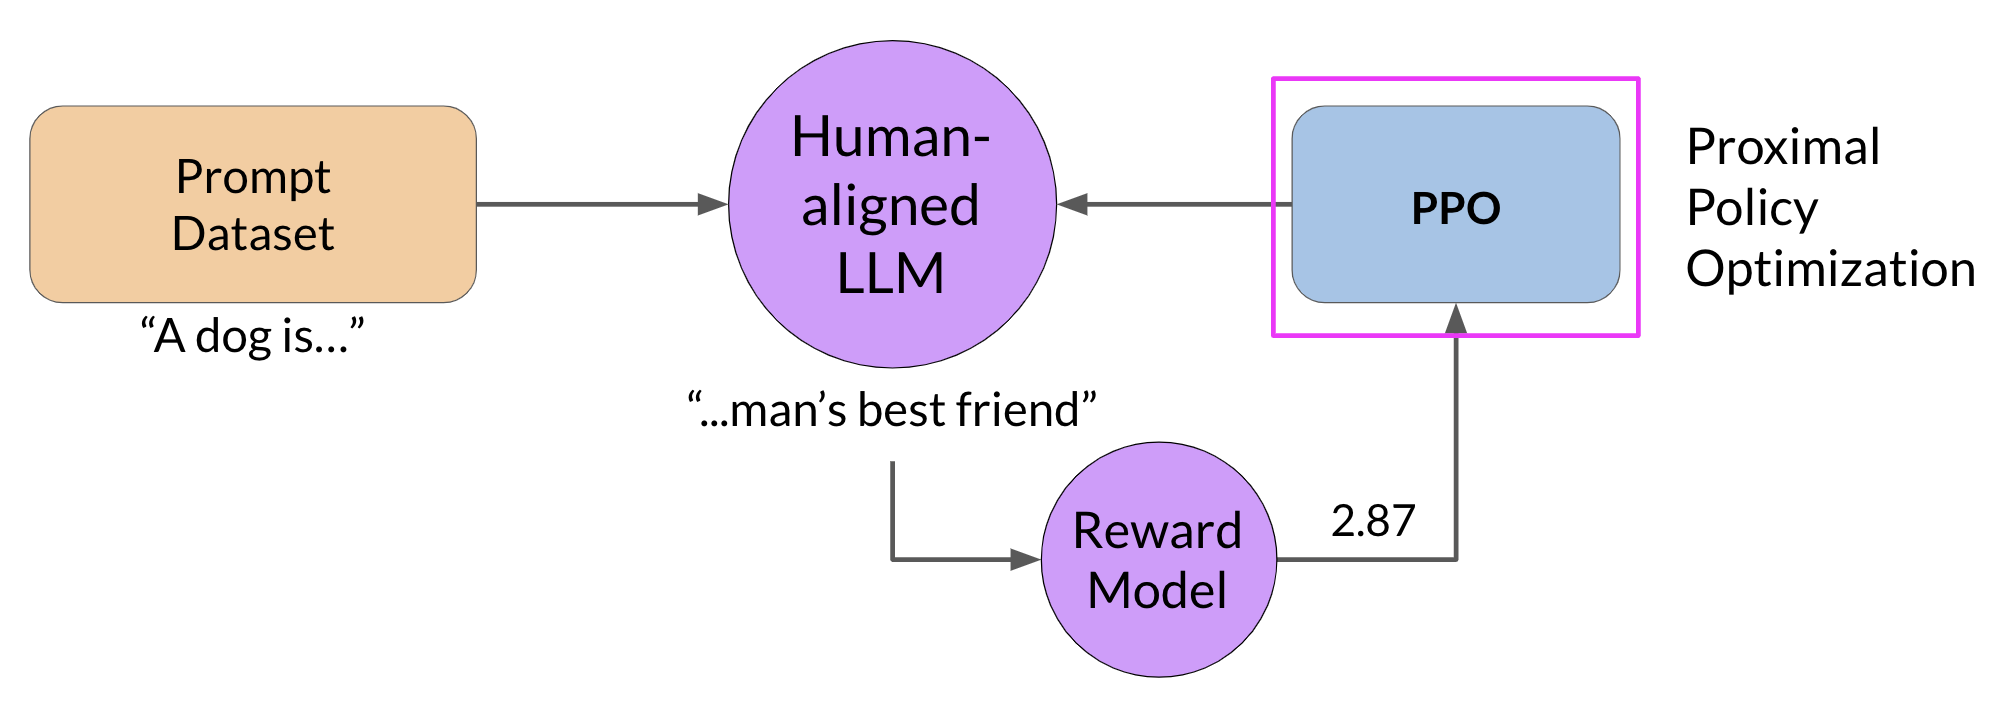 Prompt
Dataset
“A dog is...”
Human-
aligned
LLM
“...man’s best friend”
PPO
Proximal
Policy
Optimization
Reward
Model
2.87